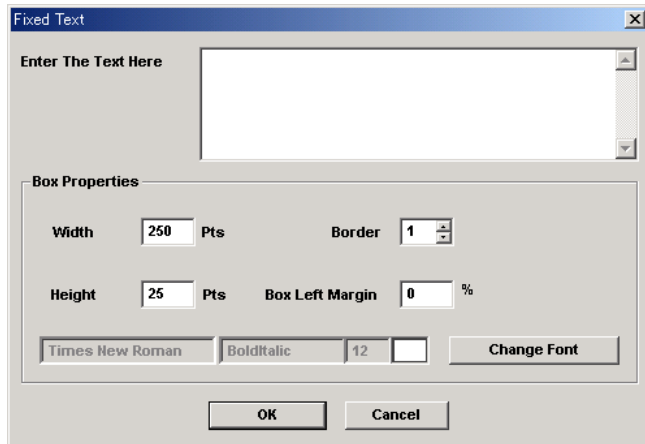 Fixed Text
Enter The Text Here
Box Properties
Width 250 Pts Border 1
Height 25 Pts Box Left Margin 0 %
Times New Roman BoldItalic 12 Change Font
OK Cancel